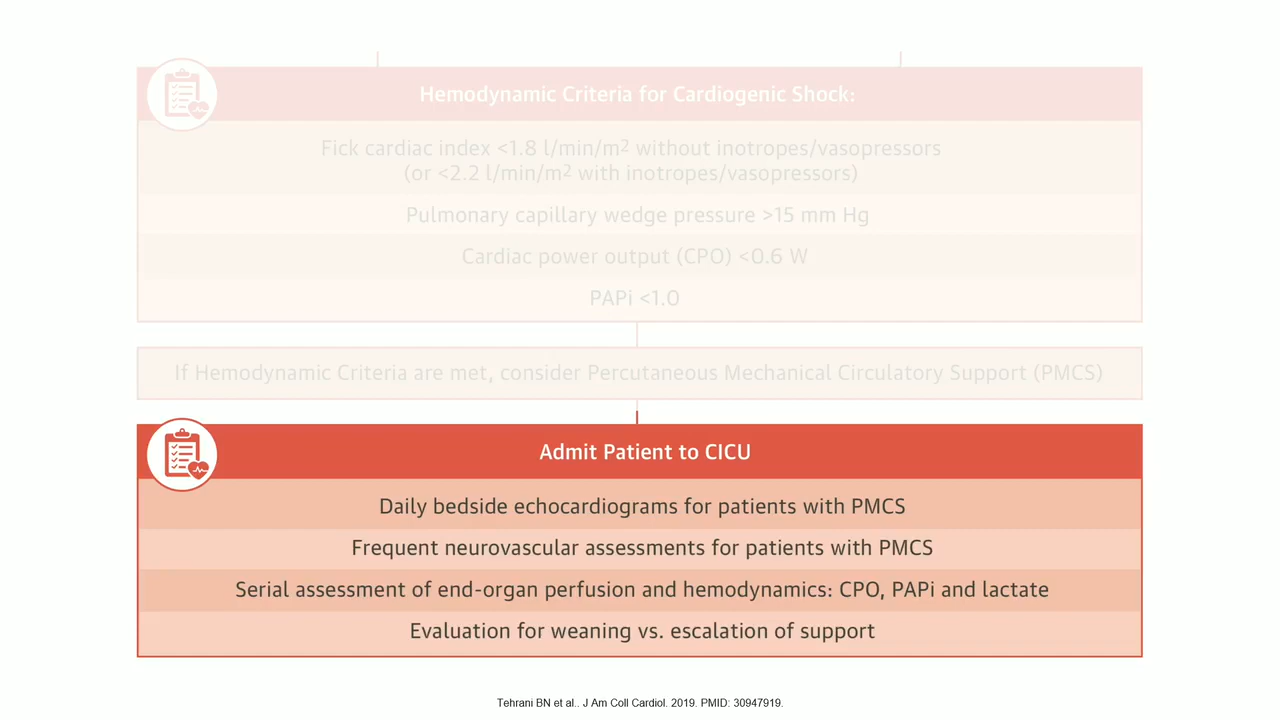 Hemodynamic Criteria for Cardiogenic Shock:
Fick cardiac index <1.8 l/min/m² without inotropes/vasopressors
(or <2.2 l/min/m² with inotropes/vasopressors)
Pulmonary capillary wedge pressure >15 mm Hg
Cardiac power output (CPO) <0.6 W
PAPi <1.0
If Hemodynamic Criteria are met, consider Percutaneous Mechanical Circulatory Support (PMCS)
Admit Patient to CICU
Daily bedside echocardiograms for patients with PMCS
Frequent neurovascular assessments for patients with PMCS
Serial assessment of end-organ perfusion and hemodynamics: CPO, PAPi and lactate
Evaluation for weaning vs. escalation of support
Tehrani BN et al.. J Am Coll Cardiol. 2019. PMID: 30947919.